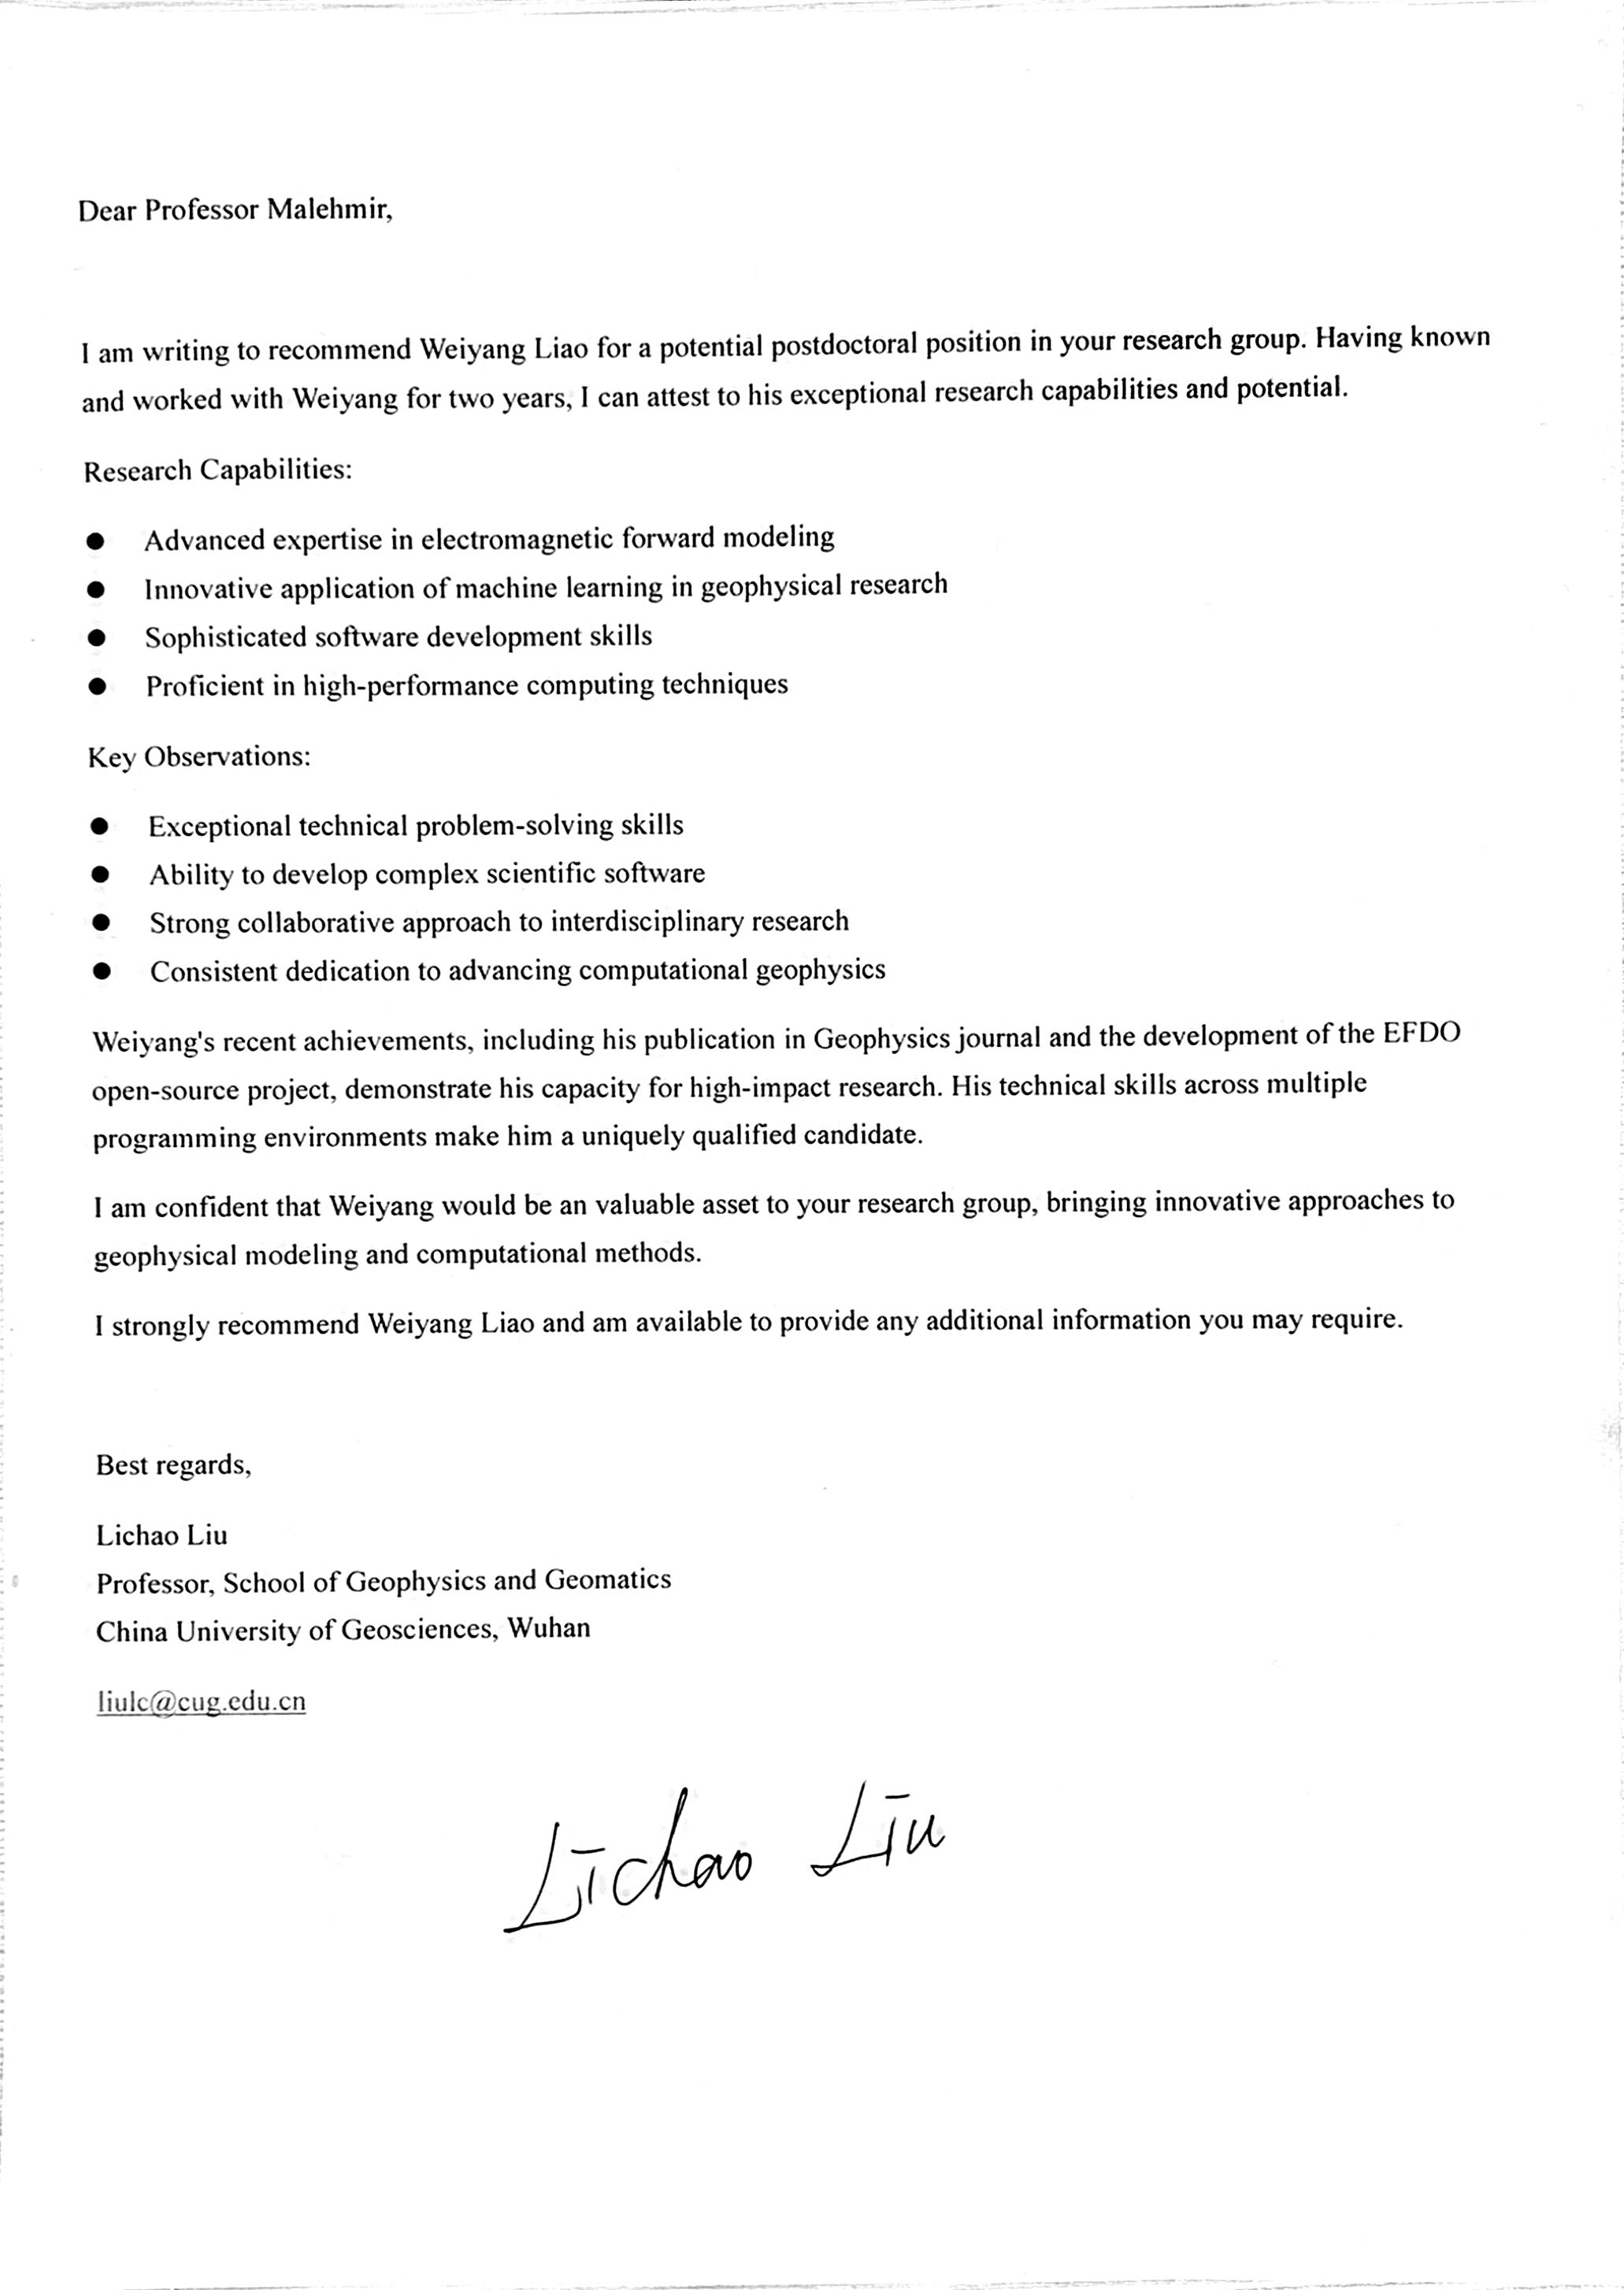 Dear Professor Malehmir,
I am writing to recommend Weiyang Liao for a potential postdoctoral position in your research group. Having known
and worked with Weiyang for two years, I can attest to his exceptional research capabilities and potential.
Research Capabilities:
● Advanced expertise in electromagnetic forward modeling
● Innovative application of machine learning in geophysical research
● Sophisticated software development skills
● Proficient in high-performance computing techniques
Key Observations:
● Exceptional technical problem-solving skills
● Ability to develop complex scientific software
● Strong collaborative approach to interdisciplinary research
● Consistent dedication to advancing computational geophysics
Weiyang's recent achievements, including his publication in Geophysics journal and the development of the EFDO
open-source project, demonstrate his capacity for high-impact research. His technical skills across multiple
programming environments make him a uniquely qualified candidate.
I am confident that Weiyang would be an valuable asset to your research group, bringing innovative approaches to
geophysical modeling and computational methods.
I strongly recommend Weiyang Liao and am available to provide any additional information you may require.
Best regards,
Lichao Liu
Professor, School of Geophysics and Geomatics
China University of Geosciences, Wuhan
liulc@cug.edu.cn
Lichao Liu